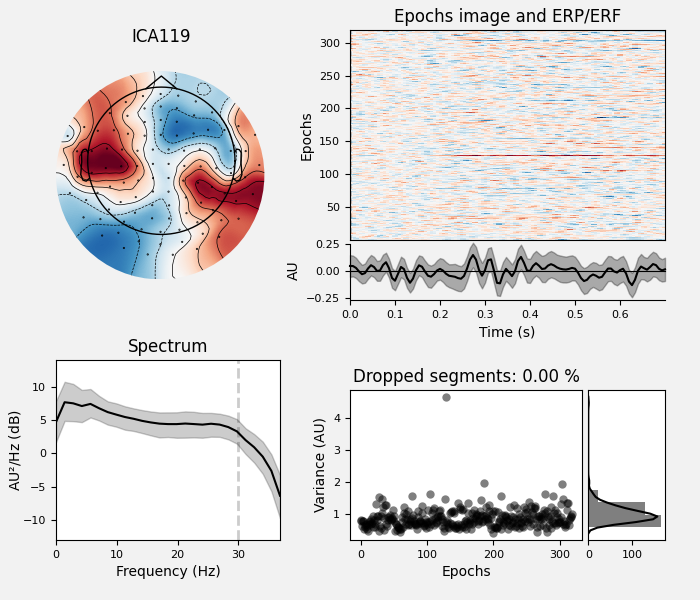 ICA119
Epochs image and ERP/ERF
Epochs
300
250
200
150
100
50
AU
0.25
0.00
−0.25
0.0 0.1 0.2 0.3 0.4 0.5 0.6
Time (s)
Spectrum
AU²/Hz (dB)
10
5
0
−5
−10
0 10 20 30
Frequency (Hz)
Dropped segments: 0.00 %
Variance (AU)
4
3
2
1
0 100 200 300
Epochs
0 100